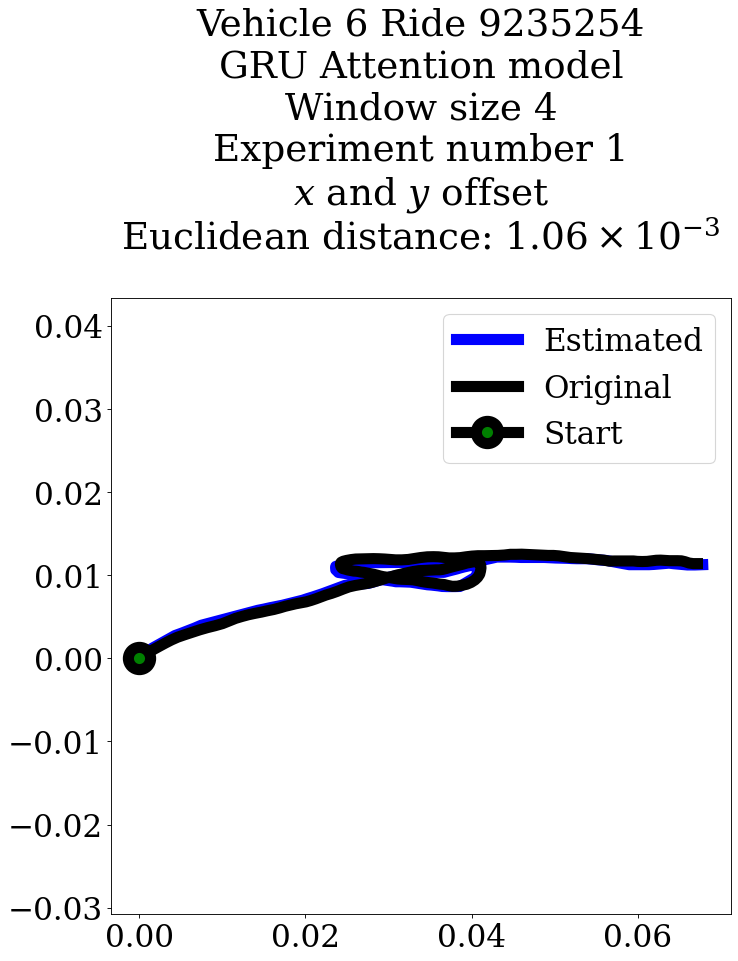 Vehicle 6 Ride 9235254
GRU Attention model
Window size 4
Experiment number 1
x and y offset
Euclidean distance: 1.06 × 10⁻³
Estimated
Original
Start
0.04
0.03
0.02
0.01
0.00
−0.01
−0.02
−0.03
0.00 0.02 0.04 0.06